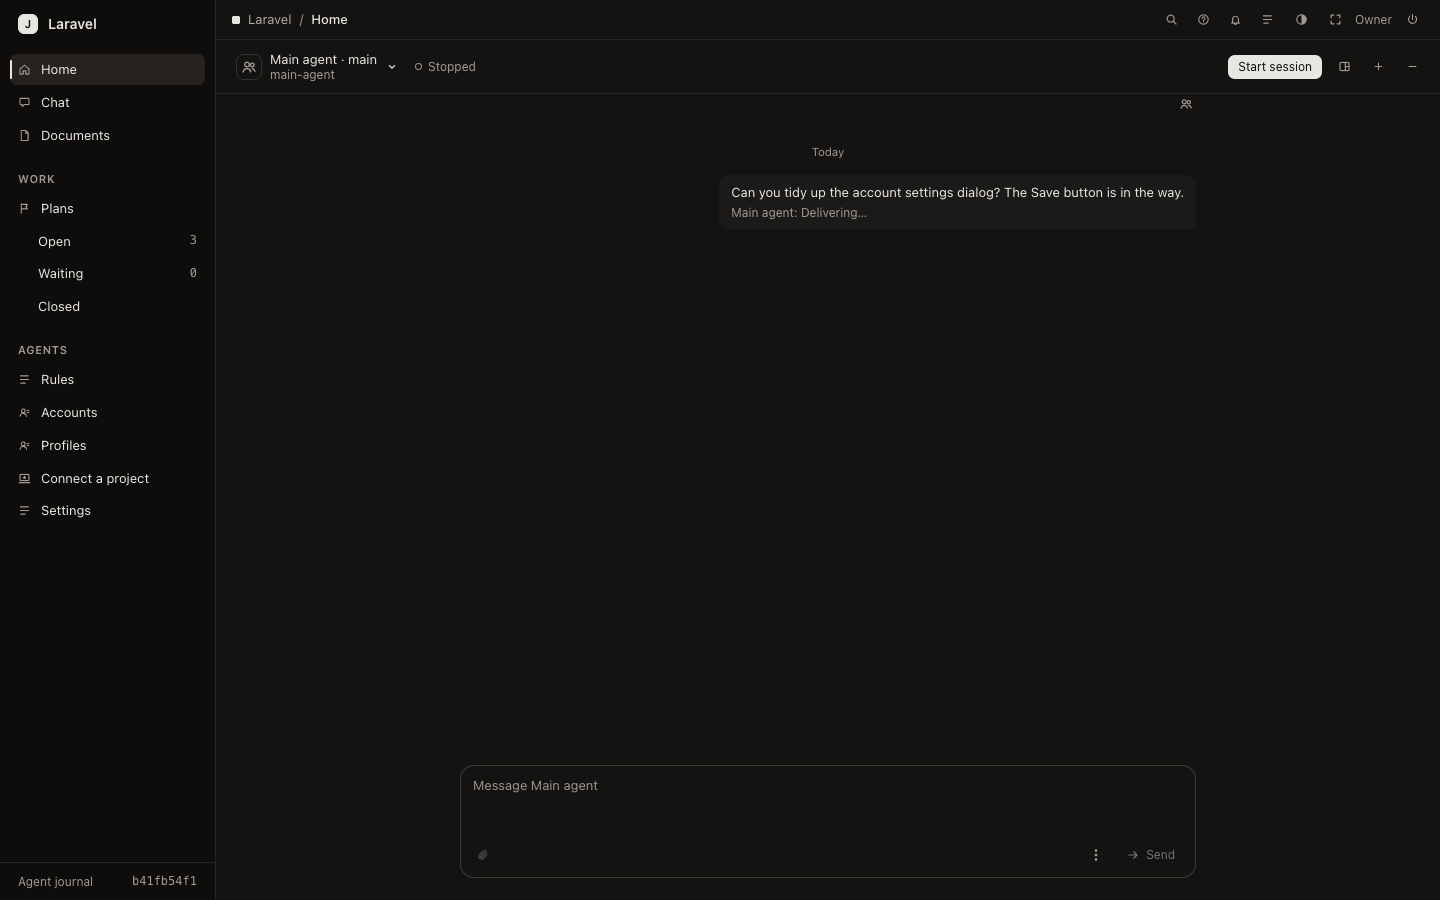 J Laravel
Home
Chat
Documents
WORK
Plans
Open 3
Waiting 0
Closed
AGENTS
Rules
Accounts
Profiles
Connect a project
Settings
Agent journal b41fb54f1
Laravel / Home
Owner
Main agent · main
main-agent
Stopped
Start session
Today
Can you tidy up the account settings dialog? The Save button is in the way.
Main agent: Delivering...
Message Main agent
Send